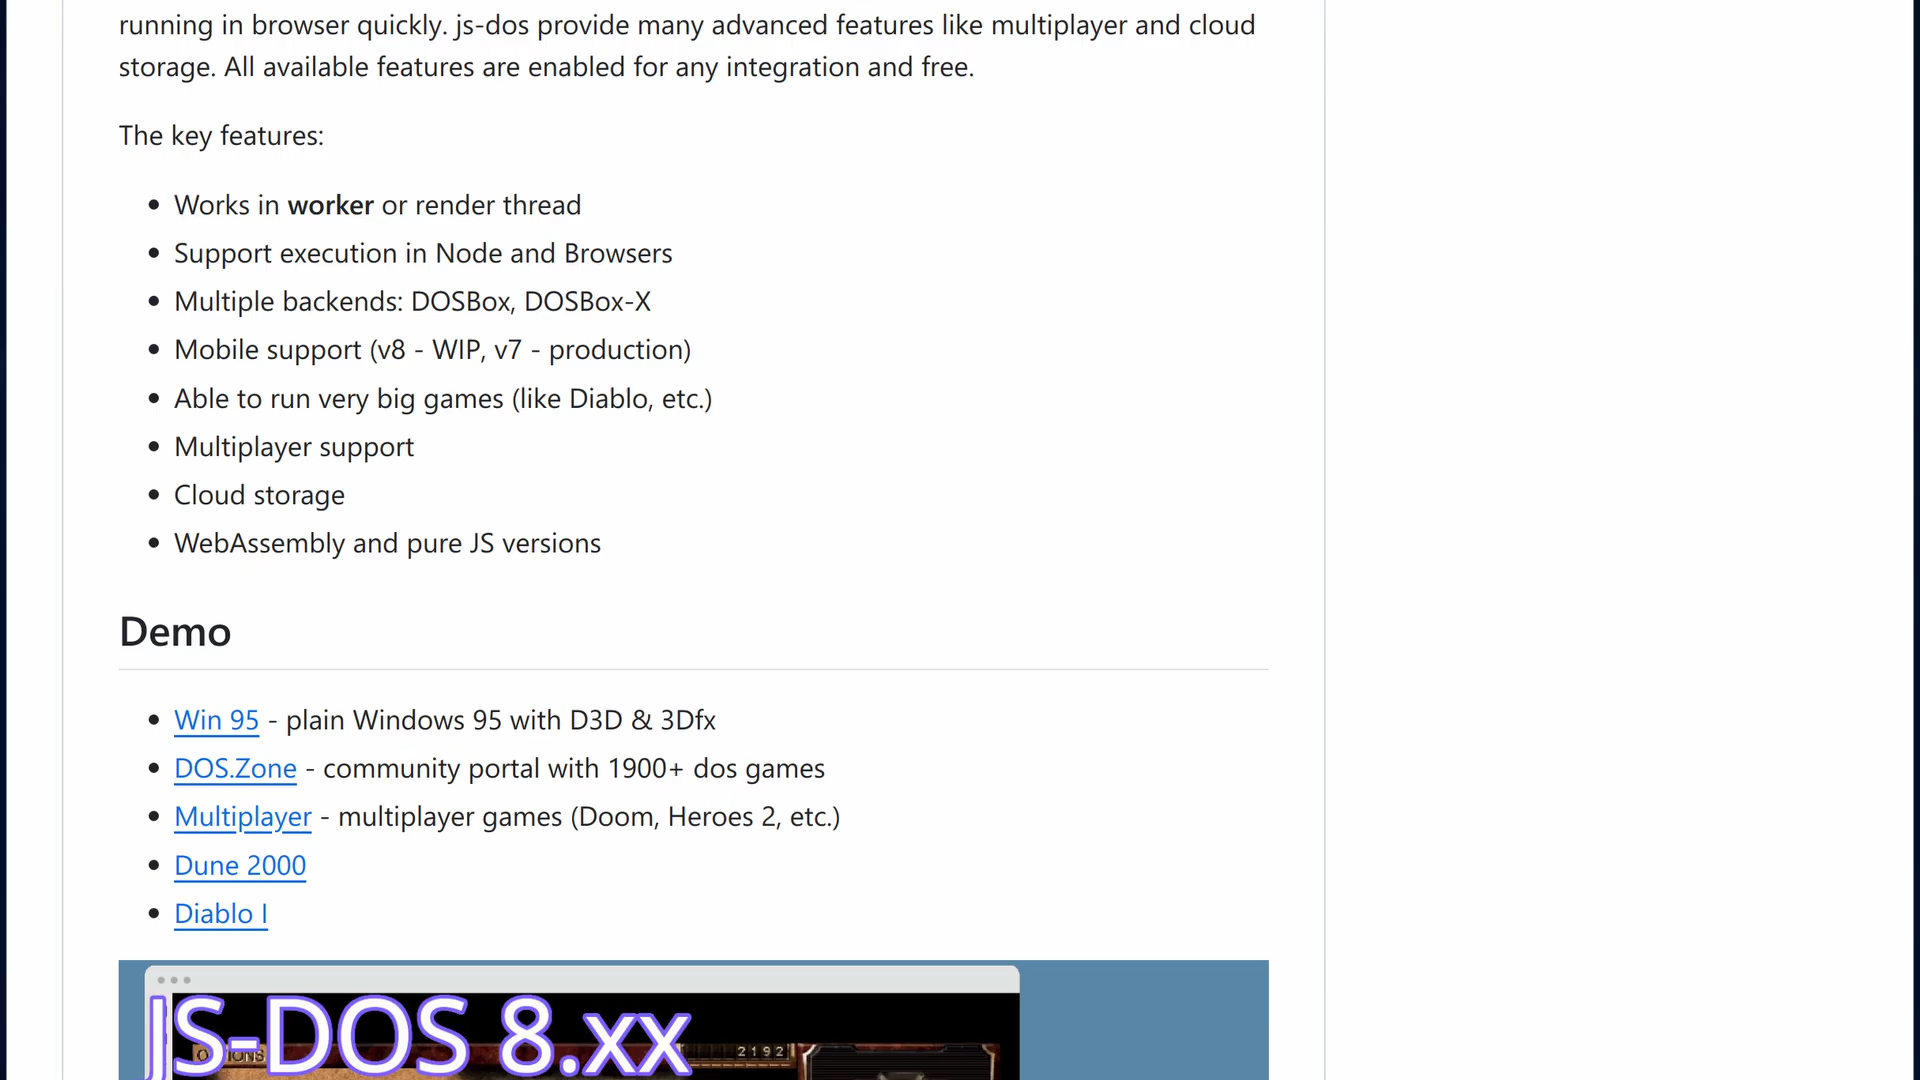 running in browser quickly. js-dos provide many advanced features like multiplayer and cloud
storage. All available features are enabled for any integration and free.
The key features:
Works in worker or render thread
Support execution in Node and Browsers
Multiple backends: DOSBox, DOSBox-X
Mobile support (v8 - WIP, v7 - production)
Able to run very big games (like Diablo, etc.)
Multiplayer support
Cloud storage
WebAssembly and pure JS versions
Demo
Win 95 - plain Windows 95 with D3D & 3Dfx
DOS.Zone - community portal with 1900+ dos games
Multiplayer - multiplayer games (Doom, Heroes 2, etc.)
Dune 2000
Diablo I
JS-DOS 8.xx
2192